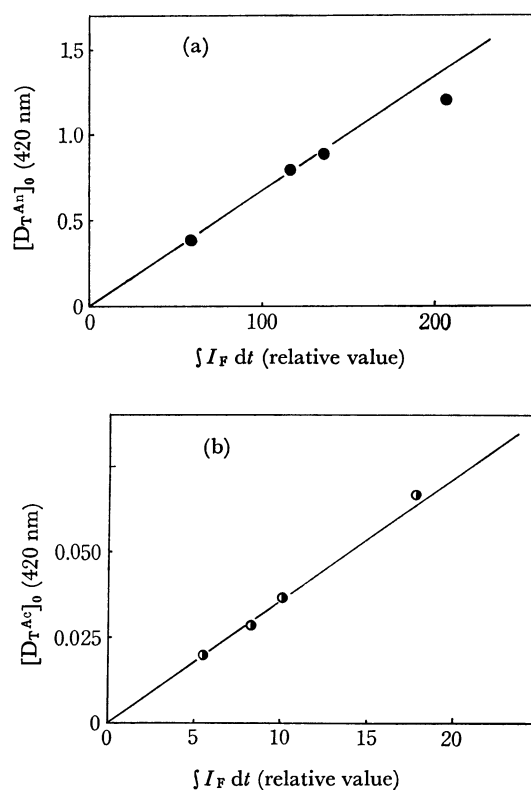 (a)
[D_T^An]_0 (420 nm)
1.5
1.0
0.5
0
0 100 200
∫I_F dt (relative value)
(b)
[D_T^Ac]_0 (420 nm)
0.050
0.025
0
0 5 10 15 20
∫I_F dt (relative value)